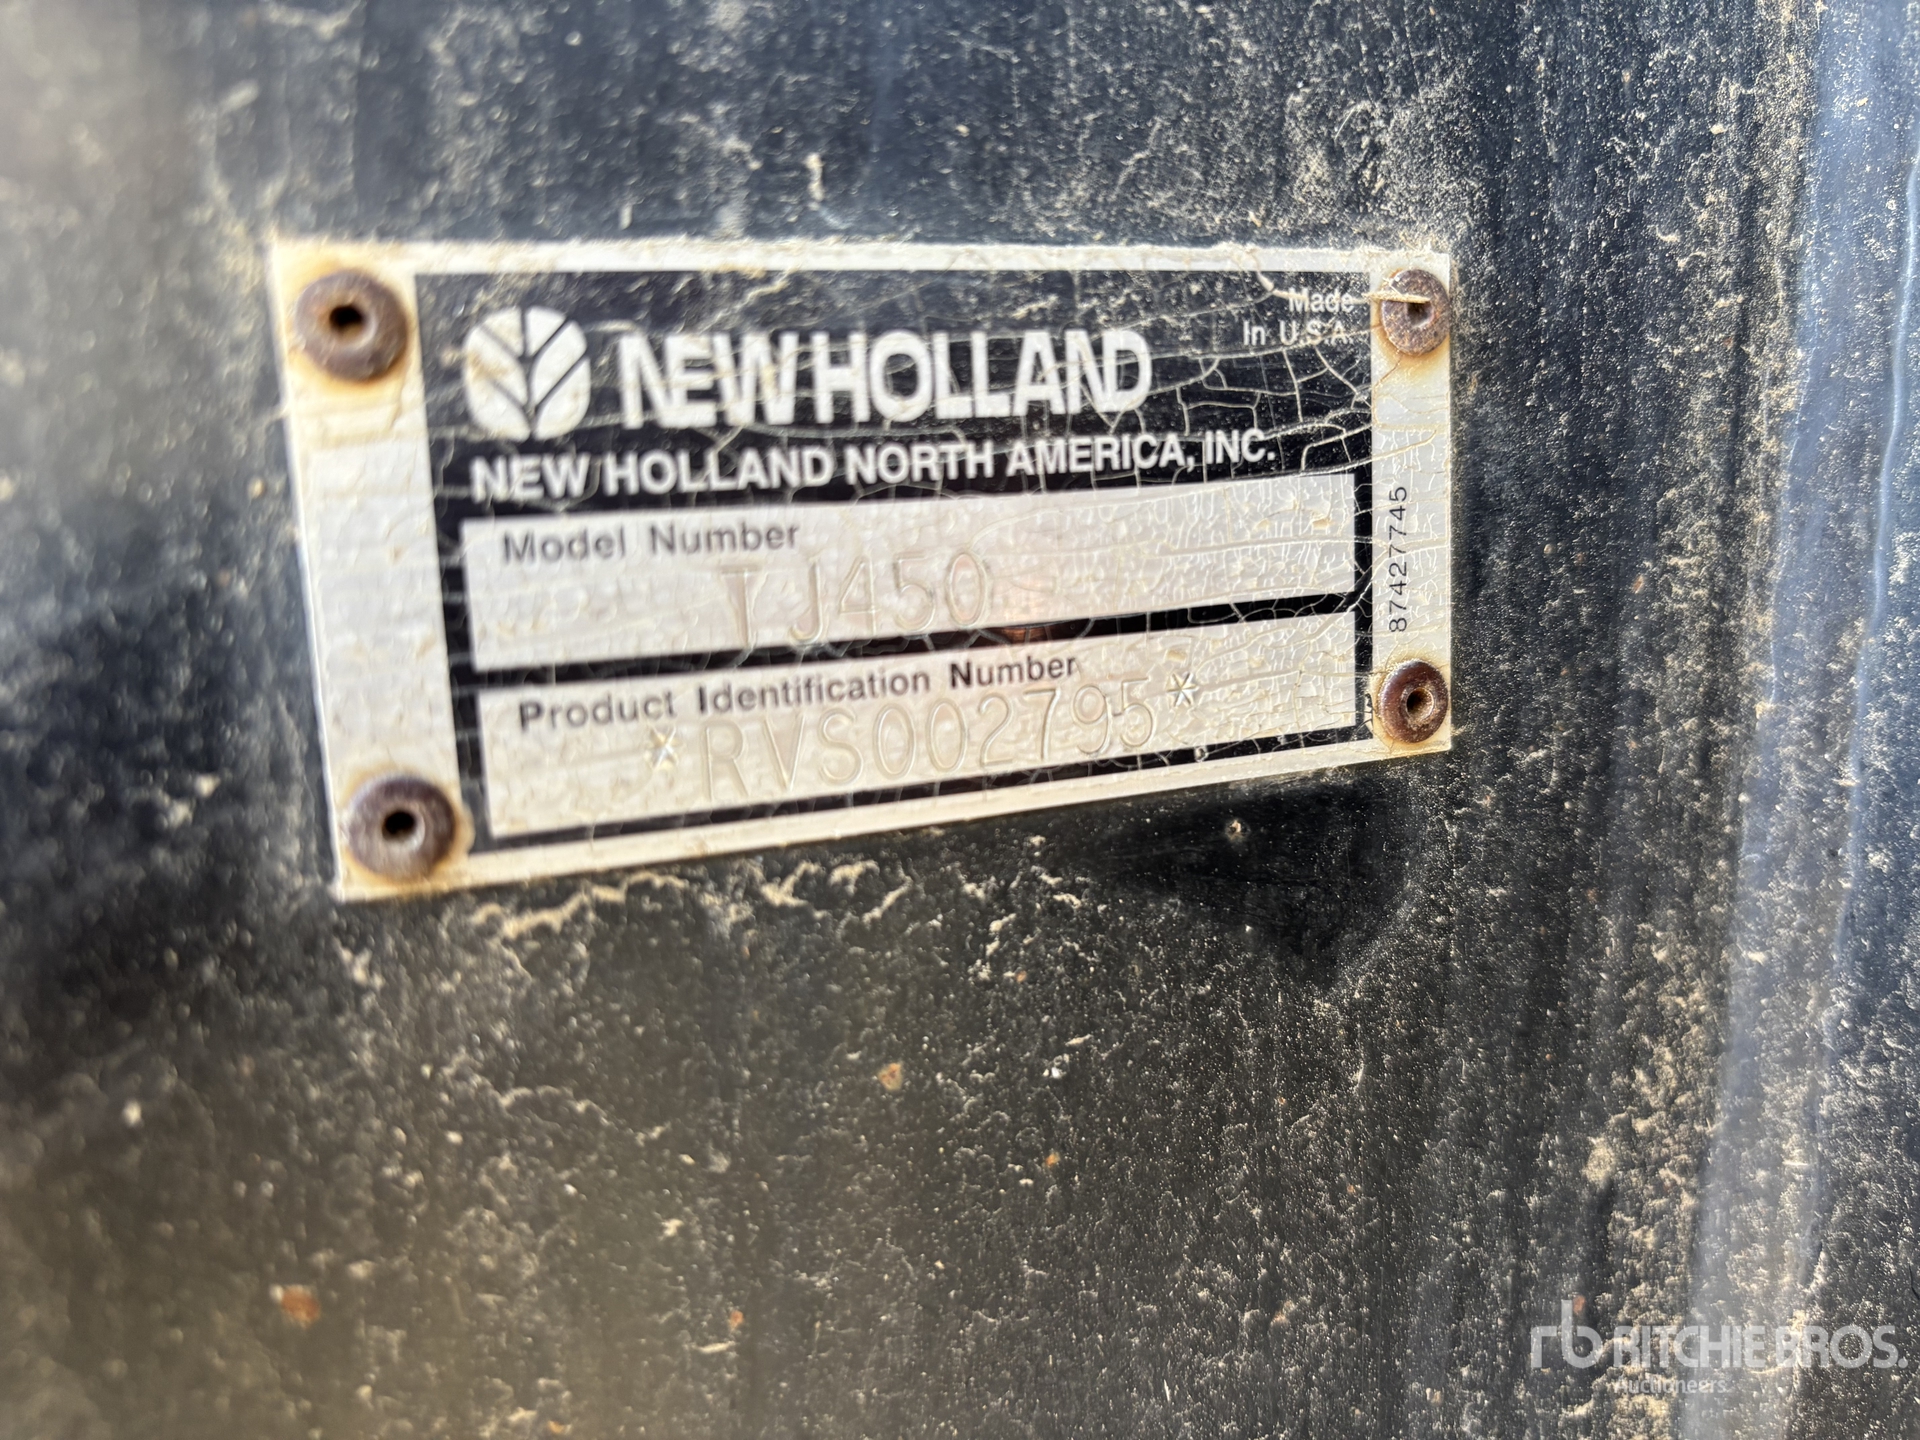 Made
In U.S.A
NEW HOLLAND
NEW HOLLAND NORTH AMERICA, INC.
Model Number
TJ450
Product Identification Number
*RVS002795*
87427745
rb RITCHIE BROS.
Auctioneers